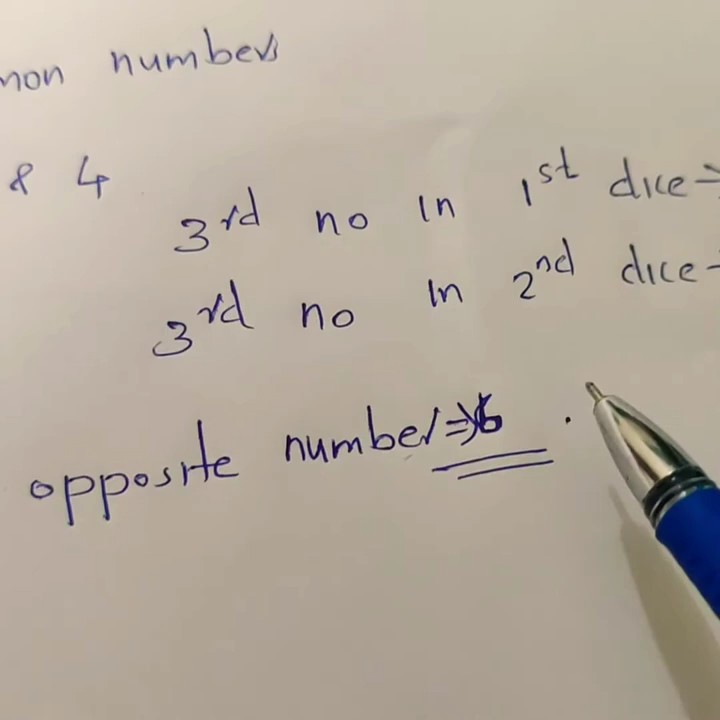 mon numbers
& 4
3rd no in 1st dice→
3rd no in 2nd dice→
opposite number⇒6